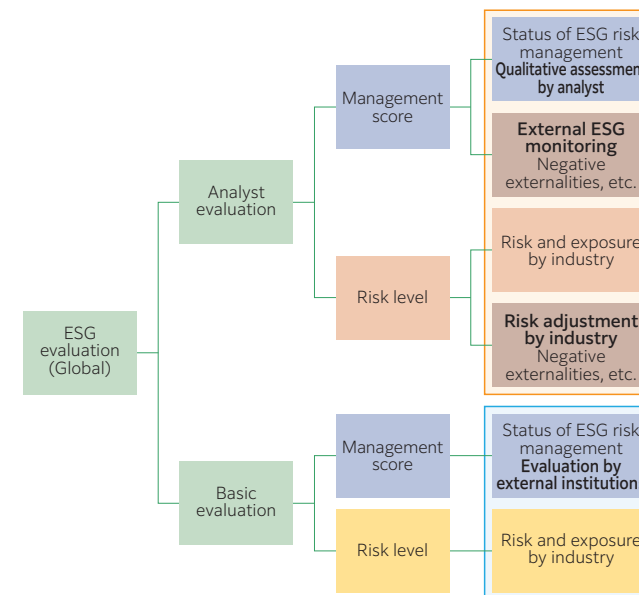 ESG
evaluation
(Global)
Analyst
evaluation
Management
score
Status of ESG risk
management
Qualitative assessment
by analyst
External ESG
monitoring
Negative
externalities, etc.
Risk level
Risk and exposure
by industry
Risk adjustment
by industry
Negative
externalities, etc.
Basic
evaluation
Management
score
Status of ESG risk
management
Evaluation by
external institution
Risk level
Risk and exposure
by industry